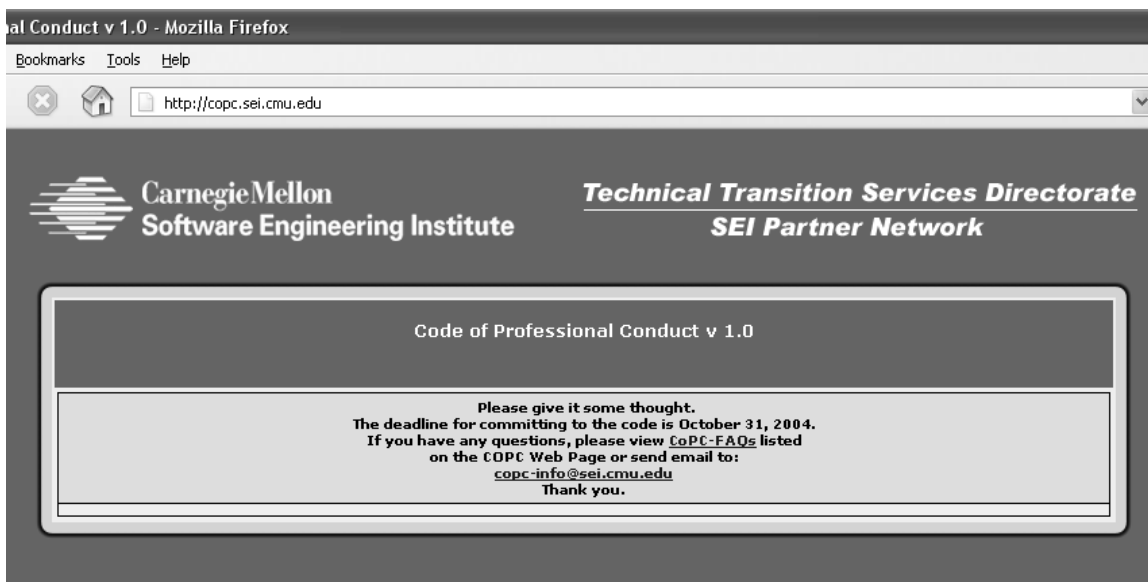 nal Conduct v 1.0 - Mozilla Firefox
Bookmarks Tools Help
http://copc.sei.cmu.edu
CarnegieMellon
Software Engineering Institute
Technical Transition Services Directorate
SEI Partner Network
Code of Professional Conduct v 1.0
Please give it some thought.
The deadline for committing to the code is October 31, 2004.
If you have any questions, please view CoPC-FAQs listed
on the COPC Web Page or send email to:
copc-info@sei.cmu.edu
Thank you.